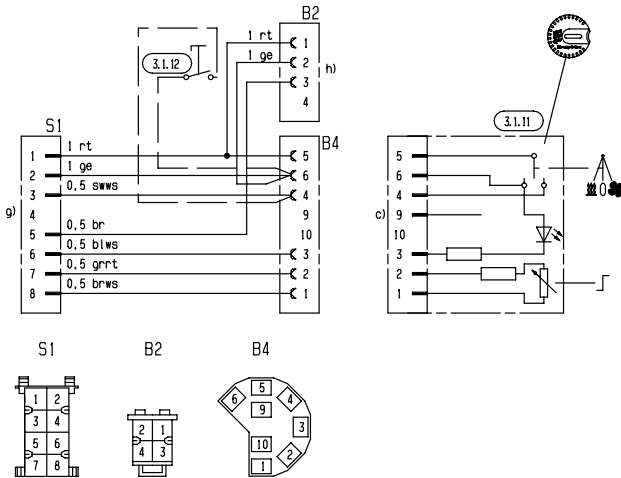 B2
1 rt
1
1 ge
2
3.1.12
h)
3
4
3.1.11
S1
B4
1
1 rt
5
5
2
1 ge
6
6
3
0,5 swws
4
4
g)
4
9
c)
9
5
0,5 br
10
10
6
0,5 blws
3
3
7
0,5 grrt
2
2
8
0,5 brws
1
1
S1
B2
B4
1 2
3 4
5 6
7 8
2 1
4 3
5
6
4
9
3
10
2
1